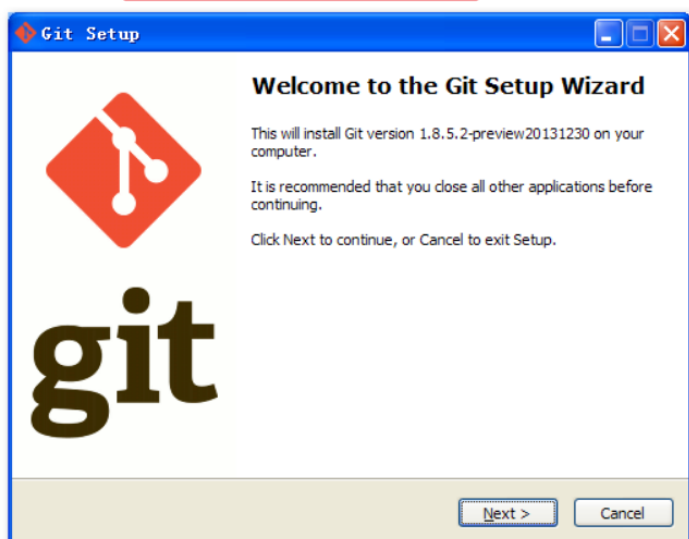 Git Setup
Welcome to the Git Setup Wizard
This will install Git version 1.8.5.2-preview20131230 on your
computer.
It is recommended that you close all other applications before
continuing.
Click Next to continue, or Cancel to exit Setup.
git
Next >
Cancel